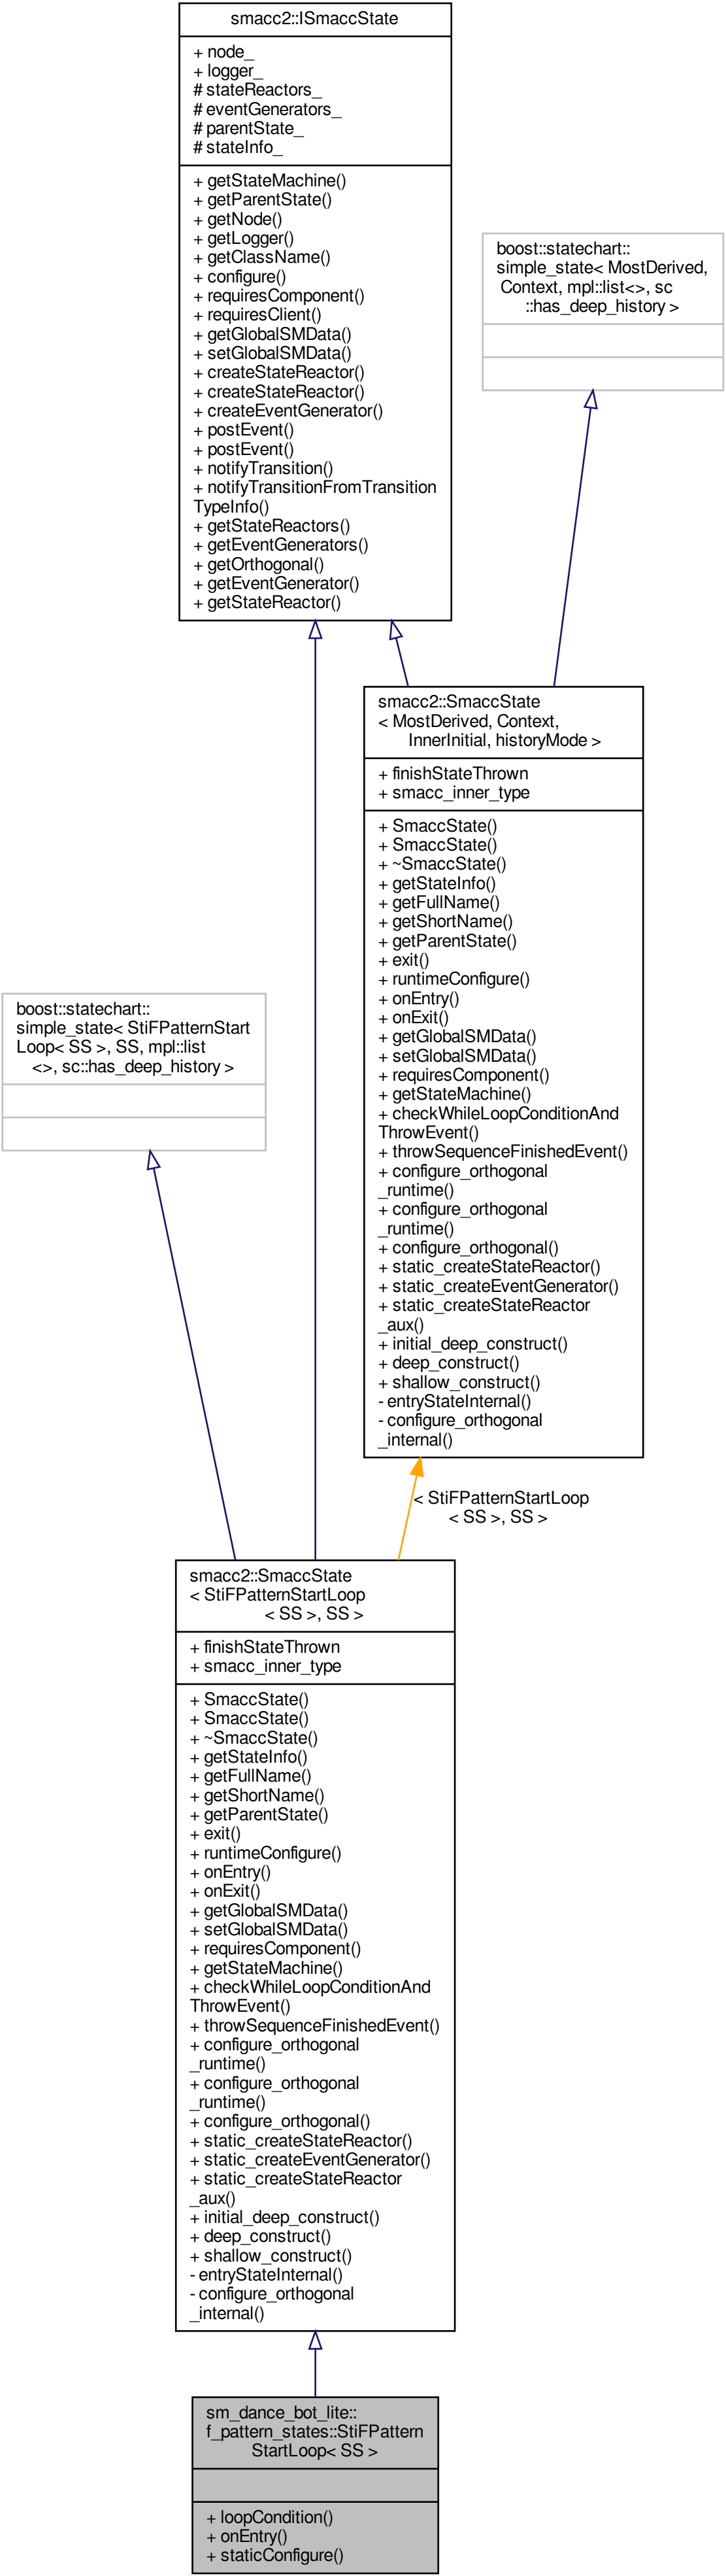 smacc2::ISmaccState
+ node_
+ logger_
# stateReactors_
# eventGenerators_
# parentState_
# stateInfo_
+ getStateMachine()
+ getParentState()
+ getNode()
+ getLogger()
+ getClassName()
+ configure()
+ requiresComponent()
+ requiresClient()
+ getGlobalSMData()
+ setGlobalSMData()
+ createStateReactor()
+ createStateReactor()
+ createEventGenerator()
+ postEvent()
+ postEvent()
+ notifyTransition()
+ notifyTransitionFromTransition
TypeInfo()
+ getStateReactors()
+ getEventGenerators()
+ getOrthogonal()
+ getEventGenerator()
+ getStateReactor()
boost::statechart::
simple_state< MostDerived,
Context, mpl::list<>, sc
::has_deep_history >
smacc2::SmaccState
< MostDerived, Context,
InnerInitial, historyMode >
+ finishStateThrown
+ smacc_inner_type
+ SmaccState()
+ SmaccState()
+ ~SmaccState()
+ getStateInfo()
+ getFullName()
+ getShortName()
+ getParentState()
+ exit()
+ runtimeConfigure()
+ onEntry()
+ onExit()
+ getGlobalSMData()
+ setGlobalSMData()
+ requiresComponent()
+ getStateMachine()
+ checkWhileLoopConditionAnd
ThrowEvent()
+ throwSequenceFinishedEvent()
+ configure_orthogonal
_runtime()
+ configure_orthogonal
_runtime()
+ configure_orthogonal()
+ static_createStateReactor()
+ static_createEventGenerator()
+ static_createStateReactor
_aux()
+ initial_deep_construct()
+ deep_construct()
+ shallow_construct()
- entryStateInternal()
- configure_orthogonal
_internal()
boost::statechart::
simple_state< StiFPatternStart
Loop< SS >, SS, mpl::list
<>, sc::has_deep_history >
< StiFPatternStartLoop
< SS >, SS >
smacc2::SmaccState
< StiFPatternStartLoop
< SS >, SS >
+ finishStateThrown
+ smacc_inner_type
+ SmaccState()
+ SmaccState()
+ ~SmaccState()
+ getStateInfo()
+ getFullName()
+ getShortName()
+ getParentState()
+ exit()
+ runtimeConfigure()
+ onEntry()
+ onExit()
+ getGlobalSMData()
+ setGlobalSMData()
+ requiresComponent()
+ getStateMachine()
+ checkWhileLoopConditionAnd
ThrowEvent()
+ throwSequenceFinishedEvent()
+ configure_orthogonal
_runtime()
+ configure_orthogonal
_runtime()
+ configure_orthogonal()
+ static_createStateReactor()
+ static_createEventGenerator()
+ static_createStateReactor
_aux()
+ initial_deep_construct()
+ deep_construct()
+ shallow_construct()
- entryStateInternal()
- configure_orthogonal
_internal()
sm_dance_bot_lite::
f_pattern_states::StiFPattern
StartLoop< SS >
+ loopCondition()
+ onEntry()
+ staticConfigure()